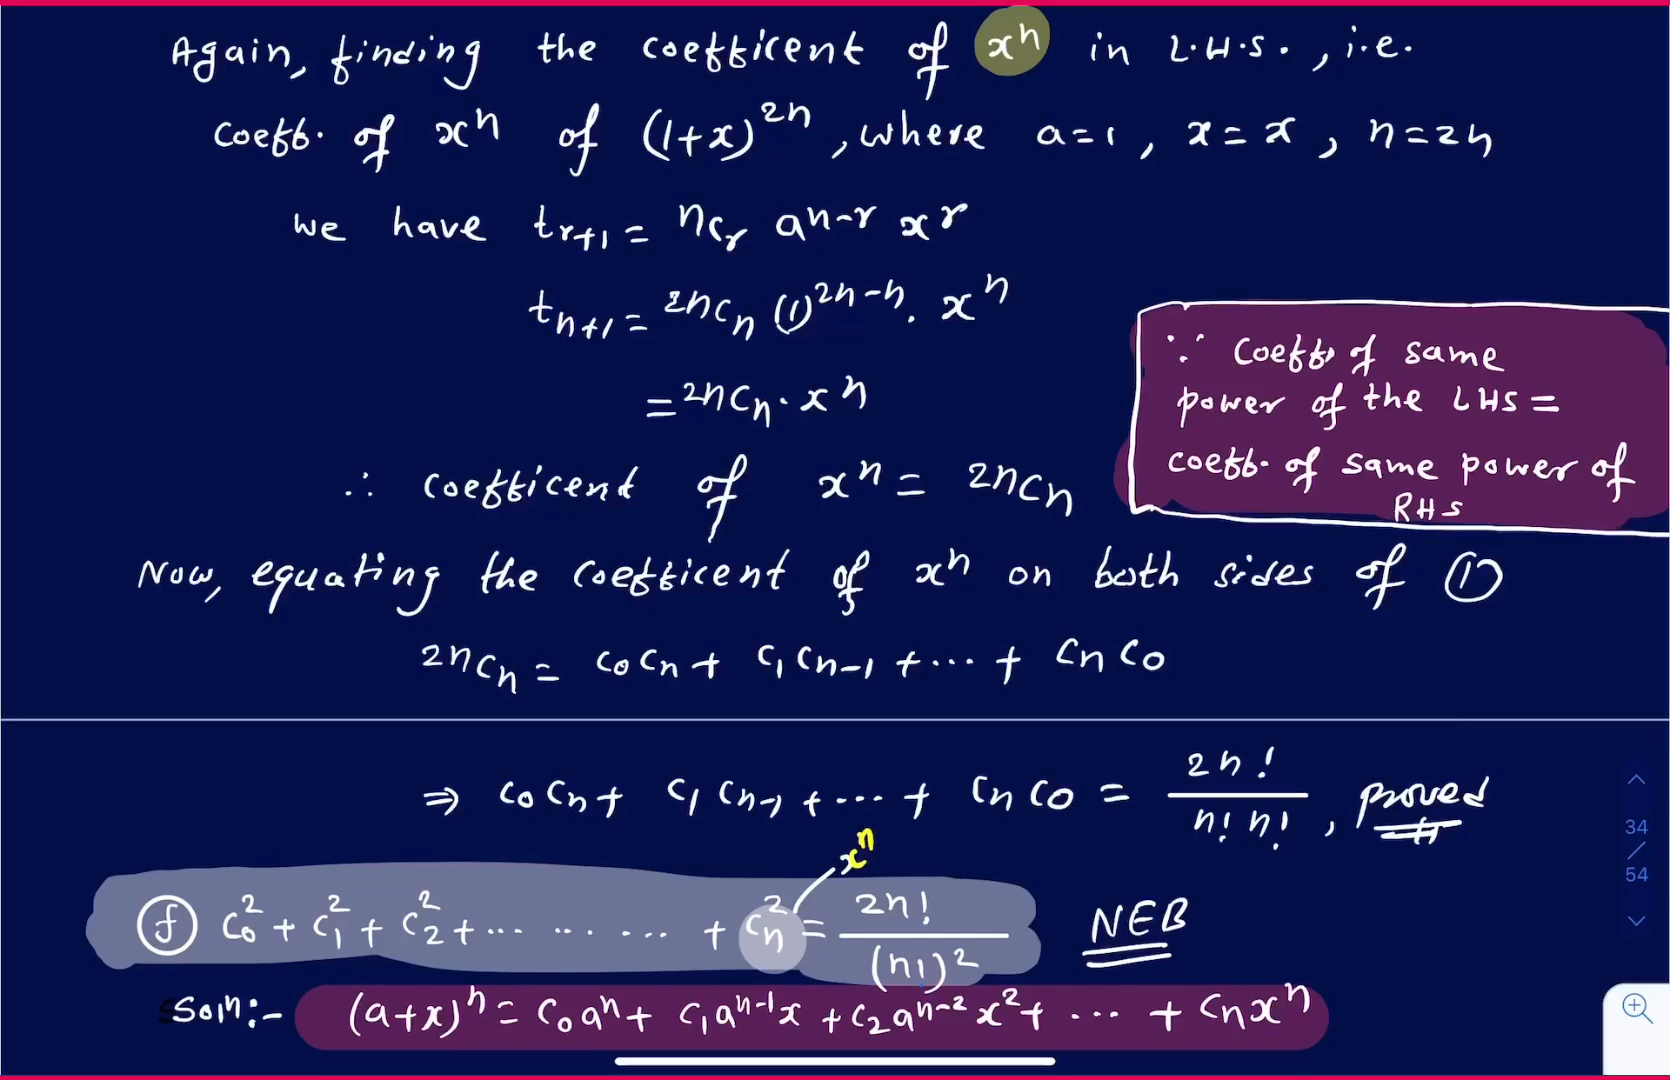 Again, finding the coefficent of xⁿ in L.H.S., i.e.
coeff. of xⁿ of (1+x)²ⁿ, where a=1, x=x, n=2n
we have tᵣ₊₁ = nCᵣ aⁿ⁻ʳ xʳ
tₙ₊₁ = 2nCₙ (1)²ⁿ⁻ⁿ. xⁿ
= 2nCₙ. xⁿ
∵ Coeff. of same
power of the LHS =
coeff. of same power of
RHS
∴ coefficent of xⁿ = 2nCₙ
Now, equating the coefficent of xⁿ on both sides of ①
2nCₙ = C₀Cₙ + C₁Cₙ₋₁ + ... + CₙC₀
⇒ C₀Cₙ + C₁Cₙ₋₁ + ... + CₙC₀ = 2n!/n! n!, proved
xⁿ
ⓕ C₀² + C₁² + C₂² + ... ... ... + Cₙ² = 2n!/(n!)² NEB
Solⁿ:- (a+x)ⁿ = C₀aⁿ + C₁aⁿ⁻¹x + C₂aⁿ⁻²x² + ... + Cₙxⁿ
34
/
54